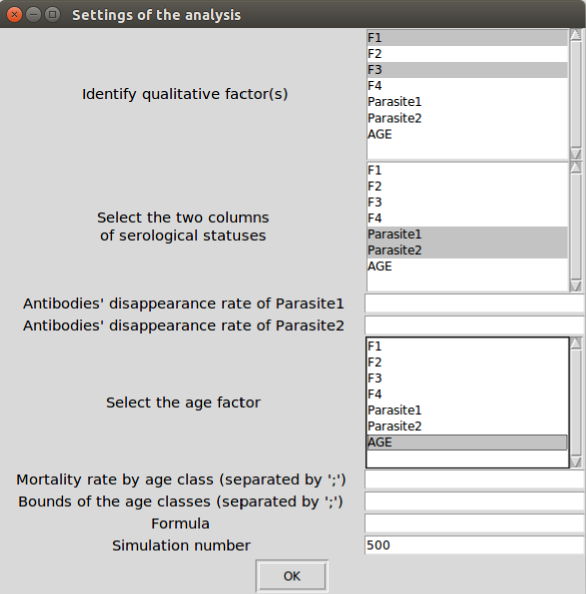 Settings of the analysis
Identify qualitative factor(s)
F1
F2
F3
F4
Parasite1
Parasite2
AGE
Select the two columns
of serological statuses
F1
F2
F3
F4
Parasite1
Parasite2
AGE
Antibodies' disappearance rate of Parasite1
Antibodies' disappearance rate of Parasite2
Select the age factor
F1
F2
F3
F4
Parasite1
Parasite2
AGE
Mortality rate by age class (separated by ';')
Bounds of the age classes (separated by ';')
Formula
Simulation number 500
OK